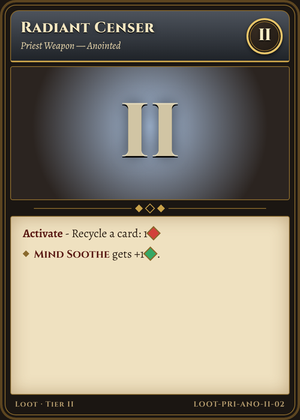 Radiant Censer
Priest Weapon — Anointed
II
II
Activate - Recycle a card: 1
Mind Soothe gets +1.
Loot · Tier II
LOOT-PRI-ANO-II-02